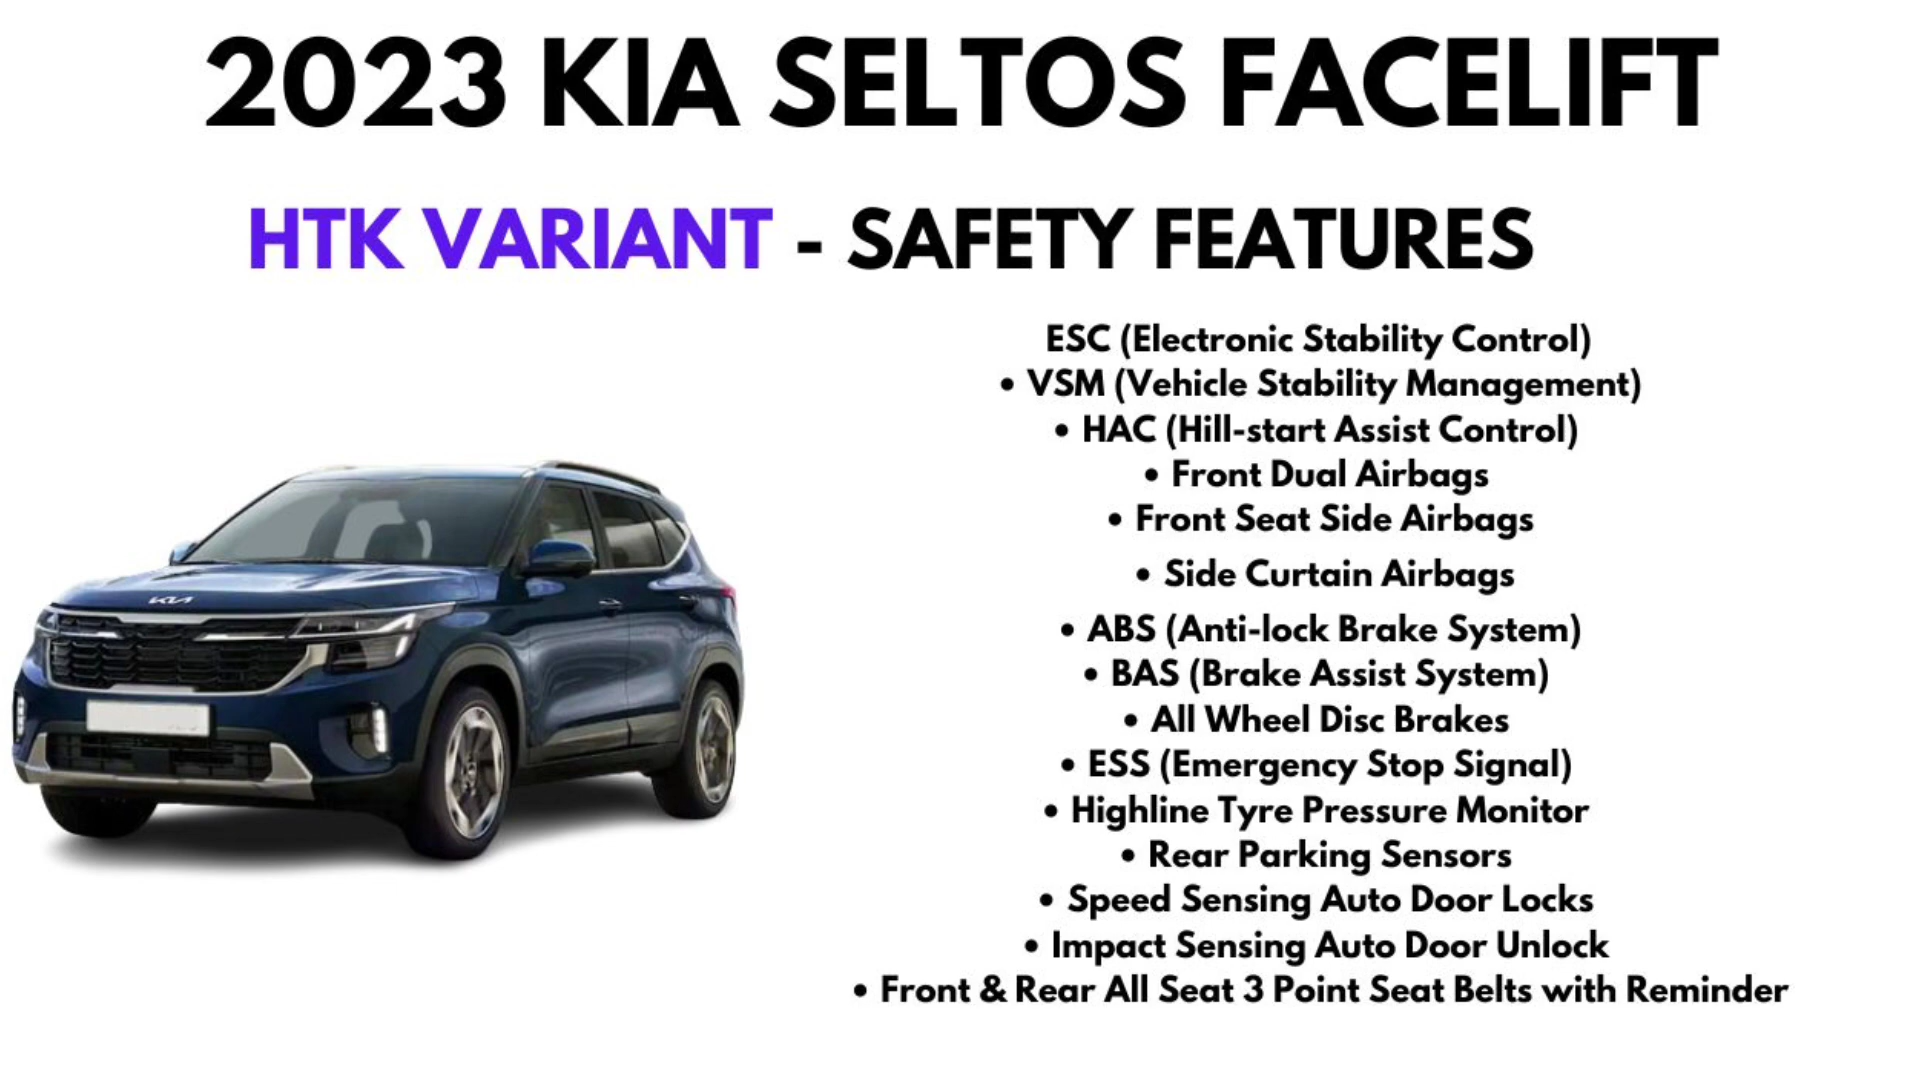 2023 KIA SELTOS FACELIFT
HTK VARIANT - SAFETY FEATURES
ESC (Electronic Stability Control)
• VSM (Vehicle Stability Management)
• HAC (Hill-start Assist Control)
• Front Dual Airbags
• Front Seat Side Airbags
• Side Curtain Airbags
• ABS (Anti-lock Brake System)
• BAS (Brake Assist System)
• All Wheel Disc Brakes
• ESS (Emergency Stop Signal)
• Highline Tyre Pressure Monitor
• Rear Parking Sensors
• Speed Sensing Auto Door Locks
• Impact Sensing Auto Door Unlock
• Front & Rear All Seat 3 Point Seat Belts with Reminder
KIA